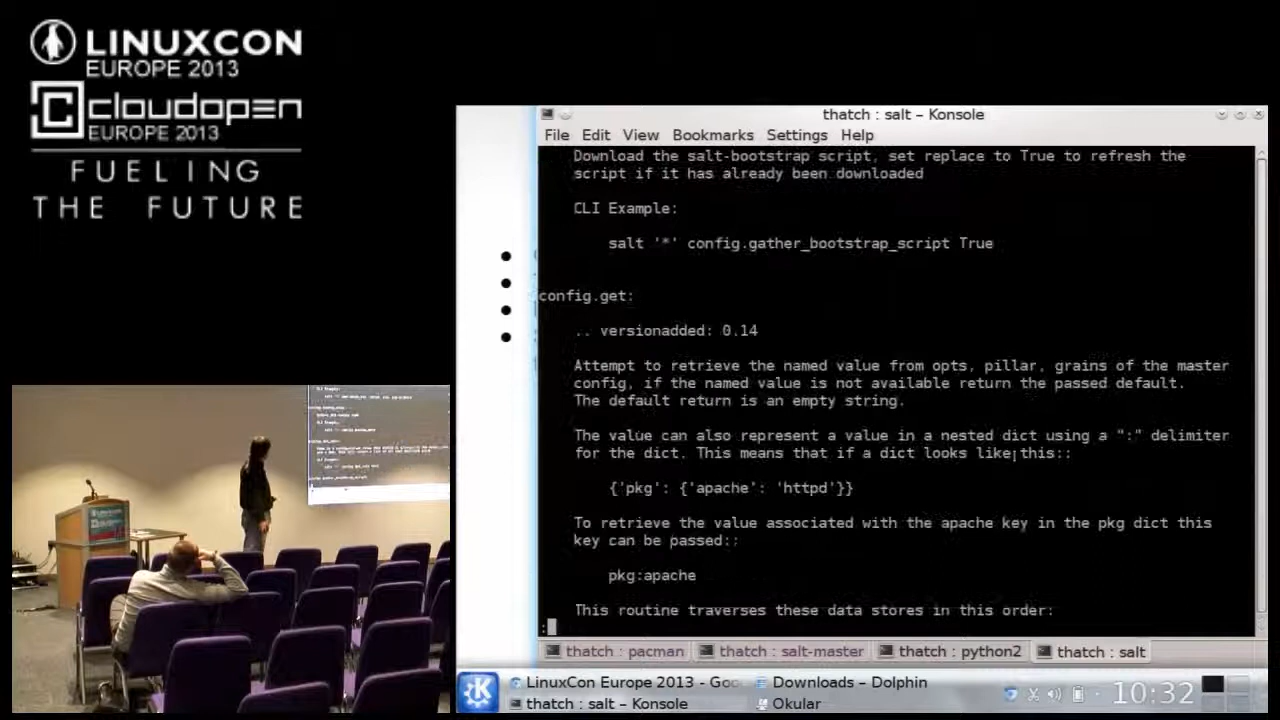 LINUXCON
EUROPE 2013
cloudopen
EUROPE 2013
FUELING
THE FUTURE
thatch : salt – Konsole
File Edit View Bookmarks Settings Help
Download the salt-bootstrap script, set replace to True to refresh the
script if it has already been downloaded
CLI Example:
salt '*' config.gather_bootstrap_script True
config.get:
.. versionadded: 0.14
Attempt to retrieve the named value from opts, pillar, grains of the master
config, if the named value is not available return the passed default.
The default return is an empty string.
The value can also represent a value in a nested dict using a ":" delimiter
for the dict. This means that if a dict looks like this::
{'pkg': {'apache': 'httpd'}}
To retrieve the value associated with the apache key in the pkg dict this
key can be passed::
pkg:apache
This routine traverses these data stores in this order:
:
thatch : pacman thatch : salt-master thatch : python2 thatch : salt
LinuxCon Europe 2013 - Goo Downloads – Dolphin
thatch : salt – Konsole Okular
10:32